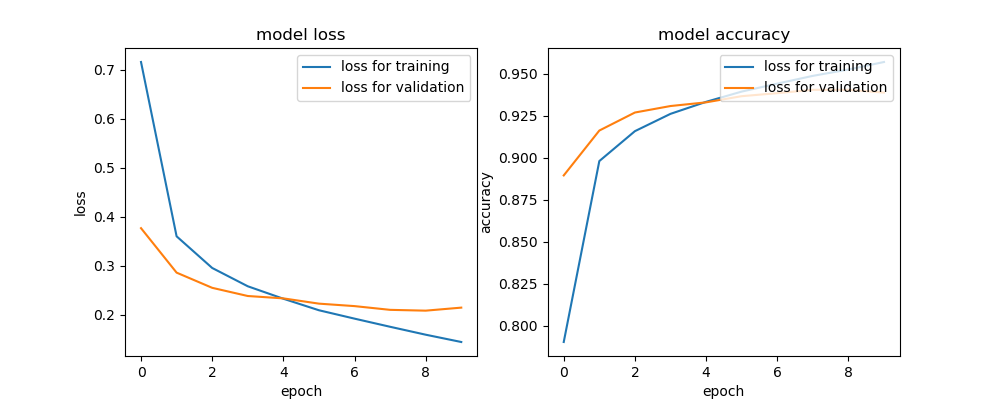 model loss
loss for training
loss for validation
0.7
0.6
0.5
0.4
0.3
0.2
loss
0 2 4 6 8
epoch
model accuracy
loss for training
loss for validation
0.950
0.925
0.900
0.875
0.850
0.825
0.800
accuracy
0 2 4 6 8
epoch